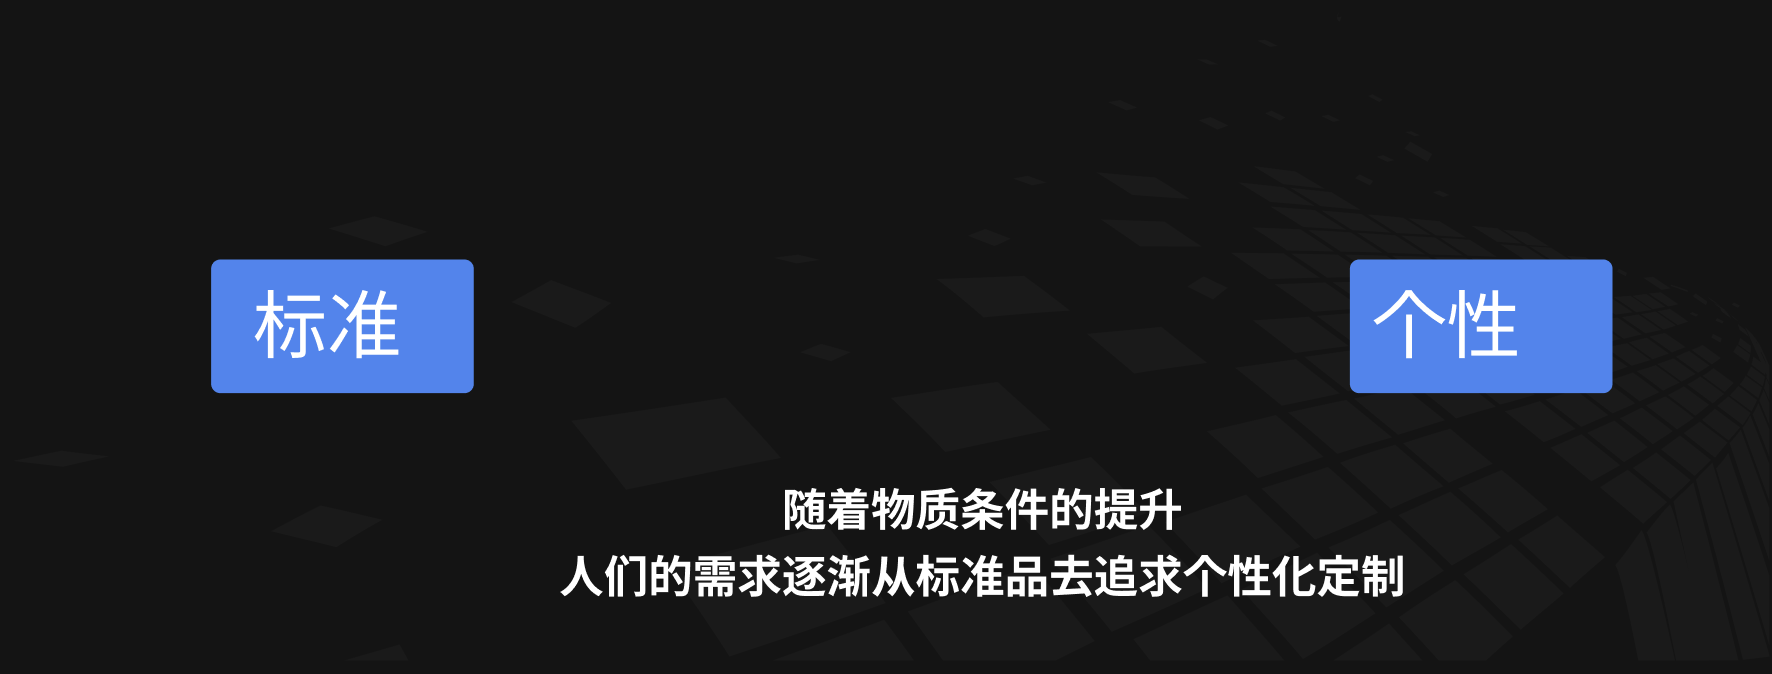 标准
个性
随着物质条件的提升
人们的需求逐渐从标准品去追求个性化定制